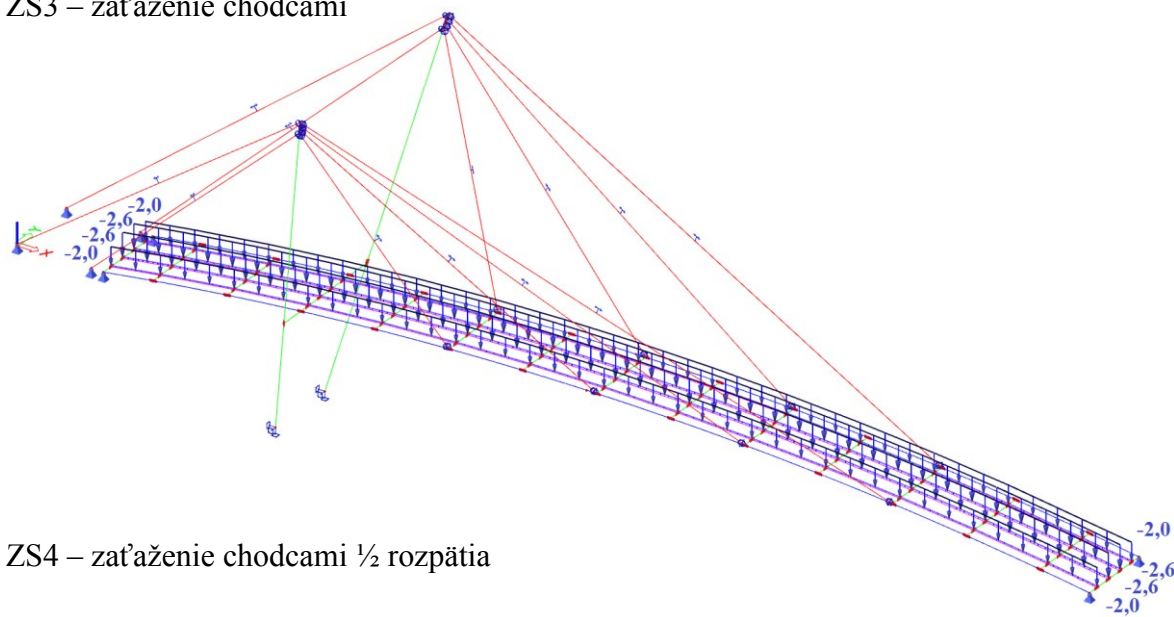 ZS3 – zaťaženie chodcami
-2,0
-2,6
-2,6
-2,0
Y
X
-2,0
-2,6
-2,6
-2,0
ZS4 – zaťaženie chodcami ½ rozpätia